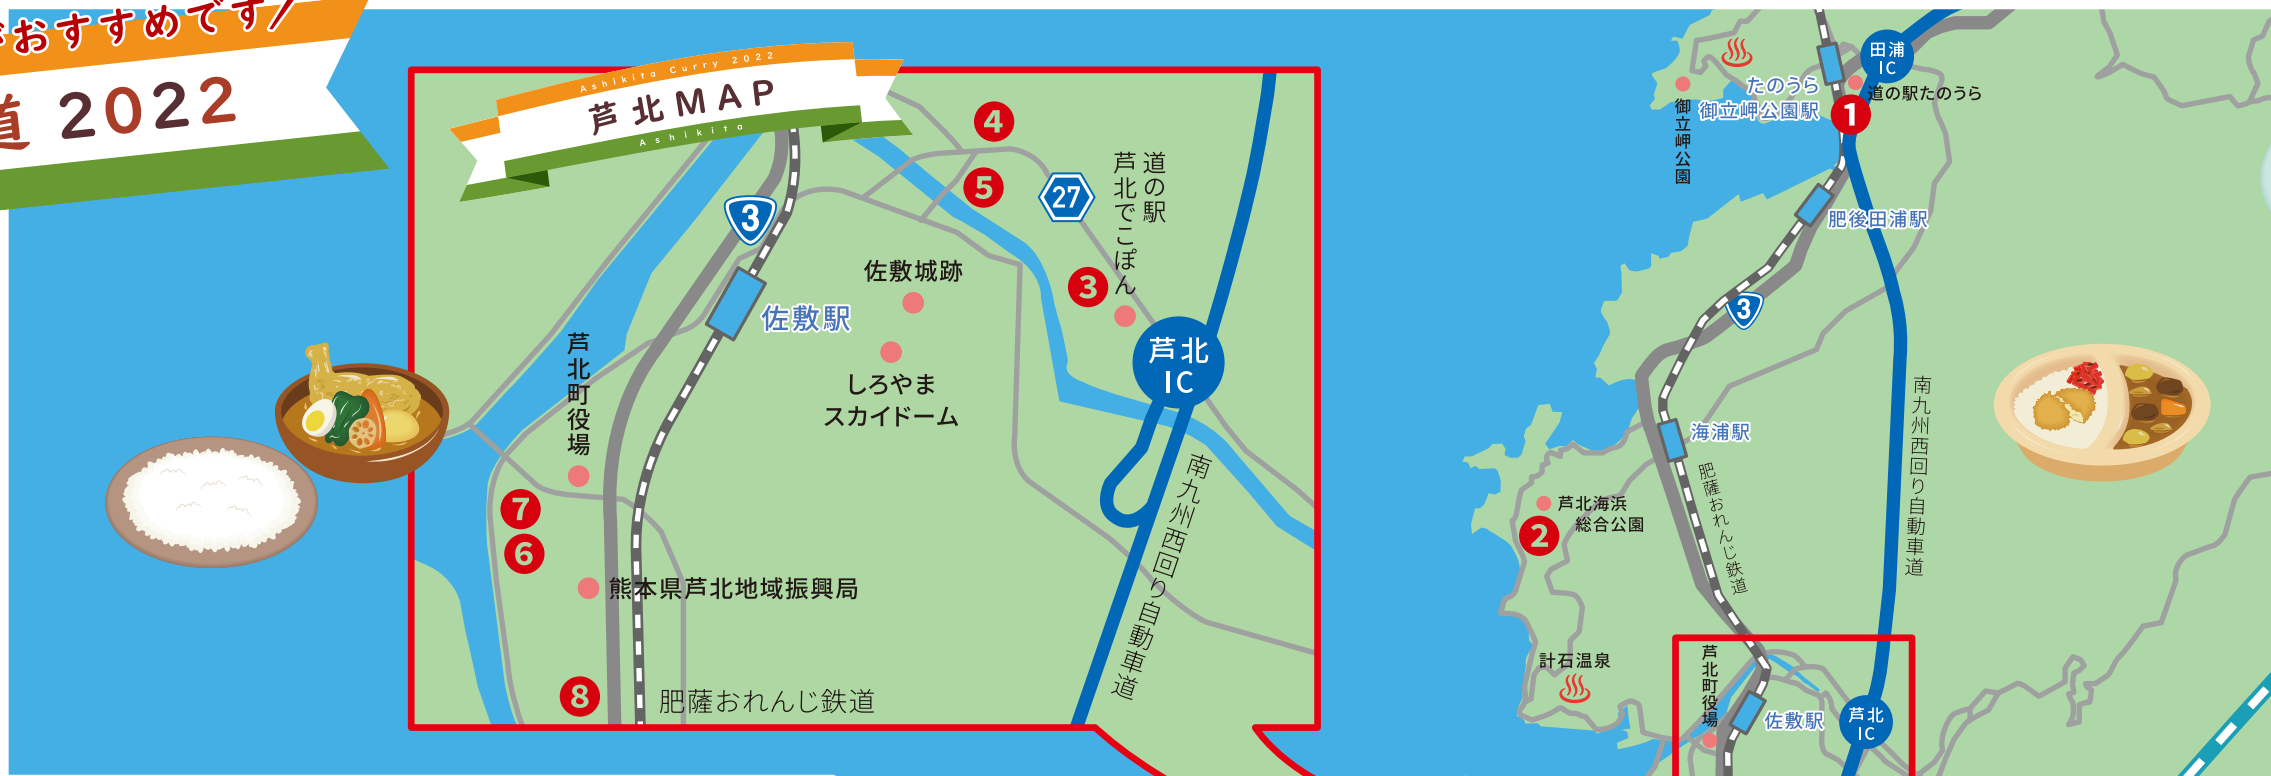 おすすめです
道 2022
Ashikita Curry 2022
芦北MAP
Ashikita
4
5
27
道の駅
芦北でこぽん
3
3
佐敷城跡
佐敷駅
しろやま
スカイドーム
芦北
IC
芦北町役場
7
6
熊本県芦北地域振興局
南九州西回り自動車道
8
肥薩おれんじ鉄道
田浦
IC
たのうら
御立岬公園駅
道の駅たのうら
1
御立岬公園
肥後田浦駅
3
海浦駅
南九州西回り自動車道
肥薩おれんじ鉄道
芦北海浜
総合公園
2
計石温泉
芦北町役場
佐敷駅
芦北
IC